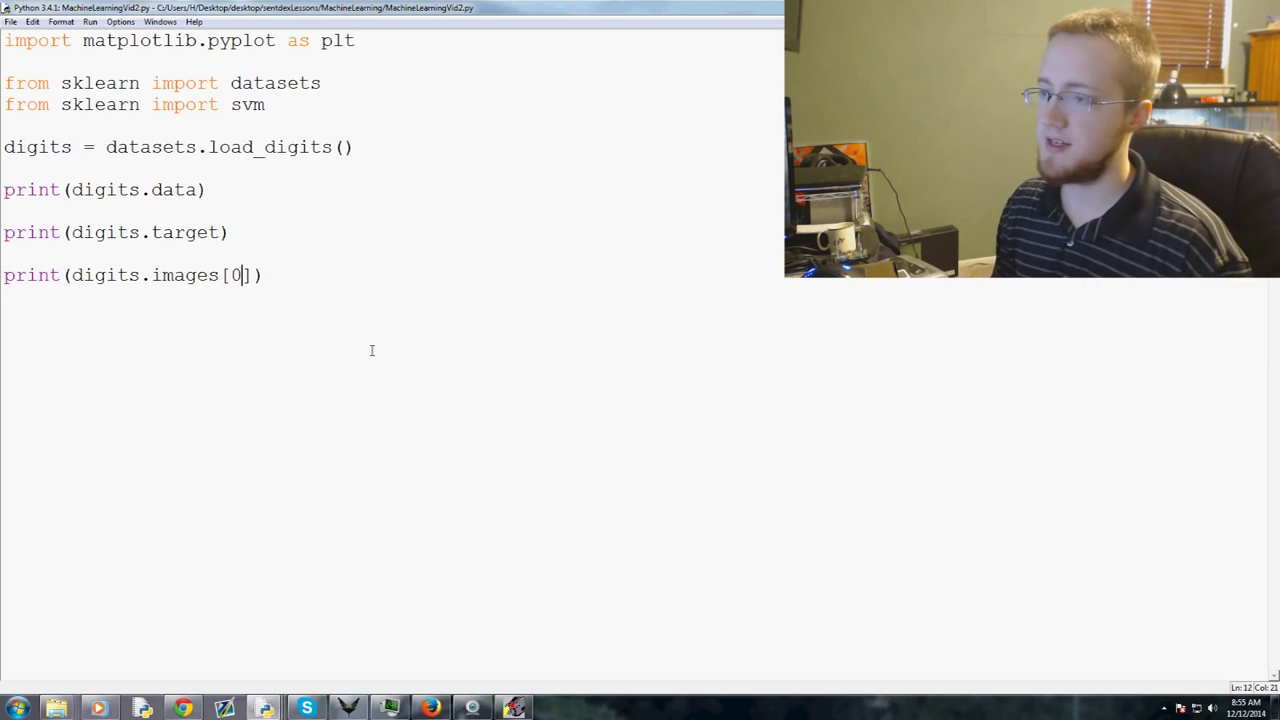 Python 3.4.1: MachineLearningVid2.py - C:/Users/H/Desktop/desktop/sentdexLessons/MachineLearning/MachineLearningVid2.py
File Edit Format Run Options Windows Help
import matplotlib.pyplot as plt
from sklearn import datasets
from sklearn import svm
digits = datasets.load_digits()
print(digits.data)
print(digits.target)
print(digits.images[0])
Ln: 12 Col: 21
8:55 AM
12/12/2014